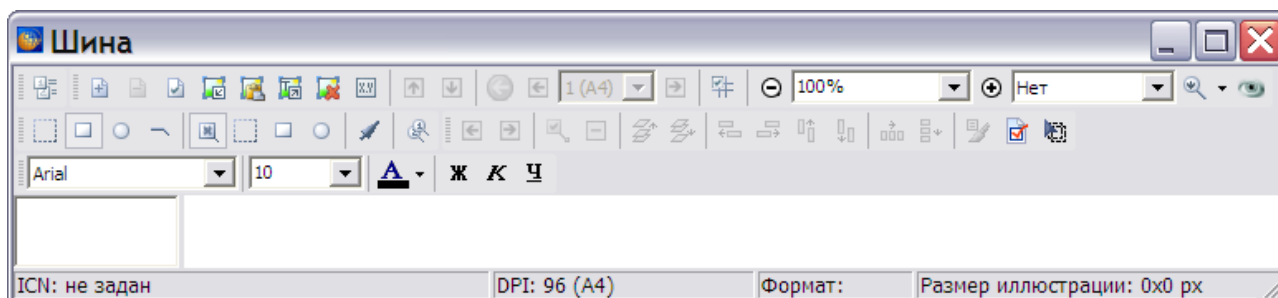 Шина
X.Y 1 (A4) 100% Нет
Arial 10 А Ж К Ч
ICN: не задан DPI: 96 (A4) Формат: Размер иллюстрации: 0x0 px